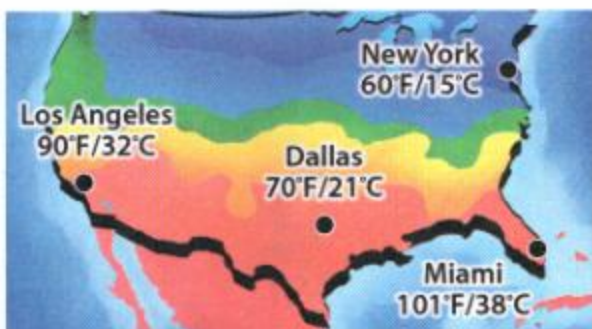 New York
60°F/15°C
Los Angeles
90°F/32°C
Dallas
70°F/21°C
Miami
101°F/38°C